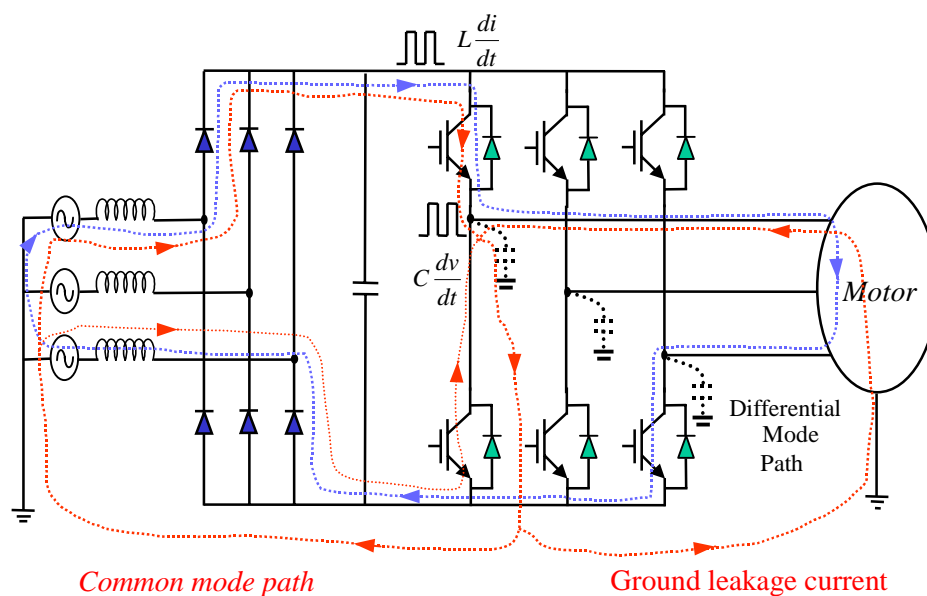 L di/dt
C dv/dt
Motor
Differential
Mode
Path
Common mode path
Ground leakage current